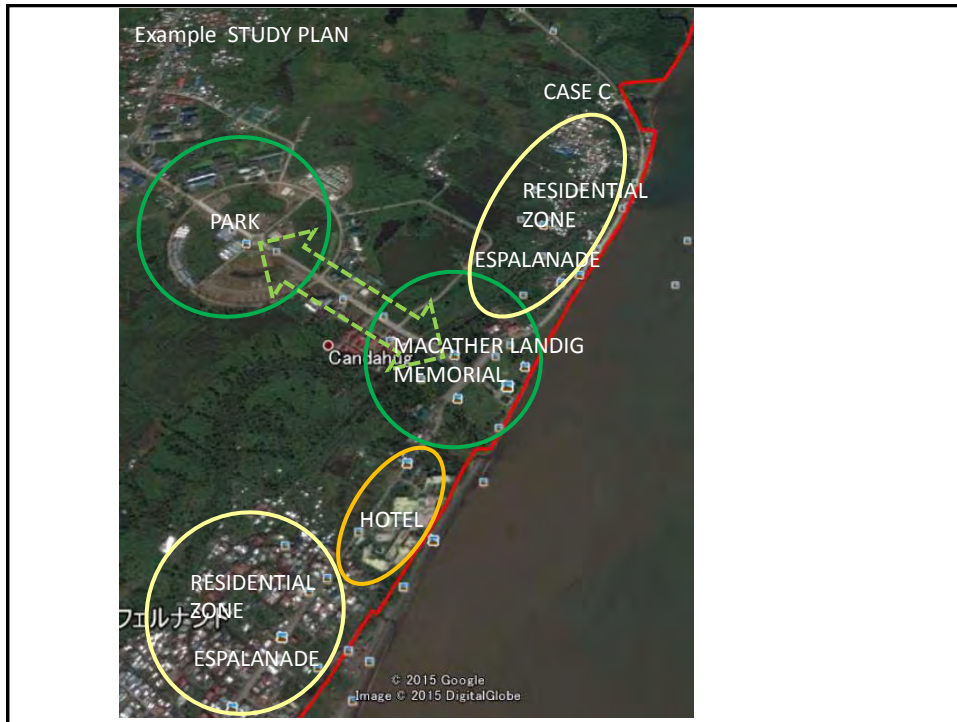 Example STUDY PLAN
CASE C
RESIDENTIAL
ZONE
ESPALANADE
PARK
MACATHER LANDIG
MEMORIAL
Candahug
HOTEL
RESIDENTIAL
ZONE
フェルナンド
ESPALANADE
© 2015 Google
Image © 2015 DigitalGlobe